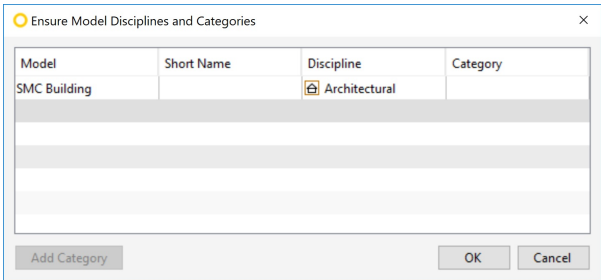 Ensure Model Disciplines and Categories
Model Short Name Discipline Category
SMC Building Architectural
Add Category OK Cancel